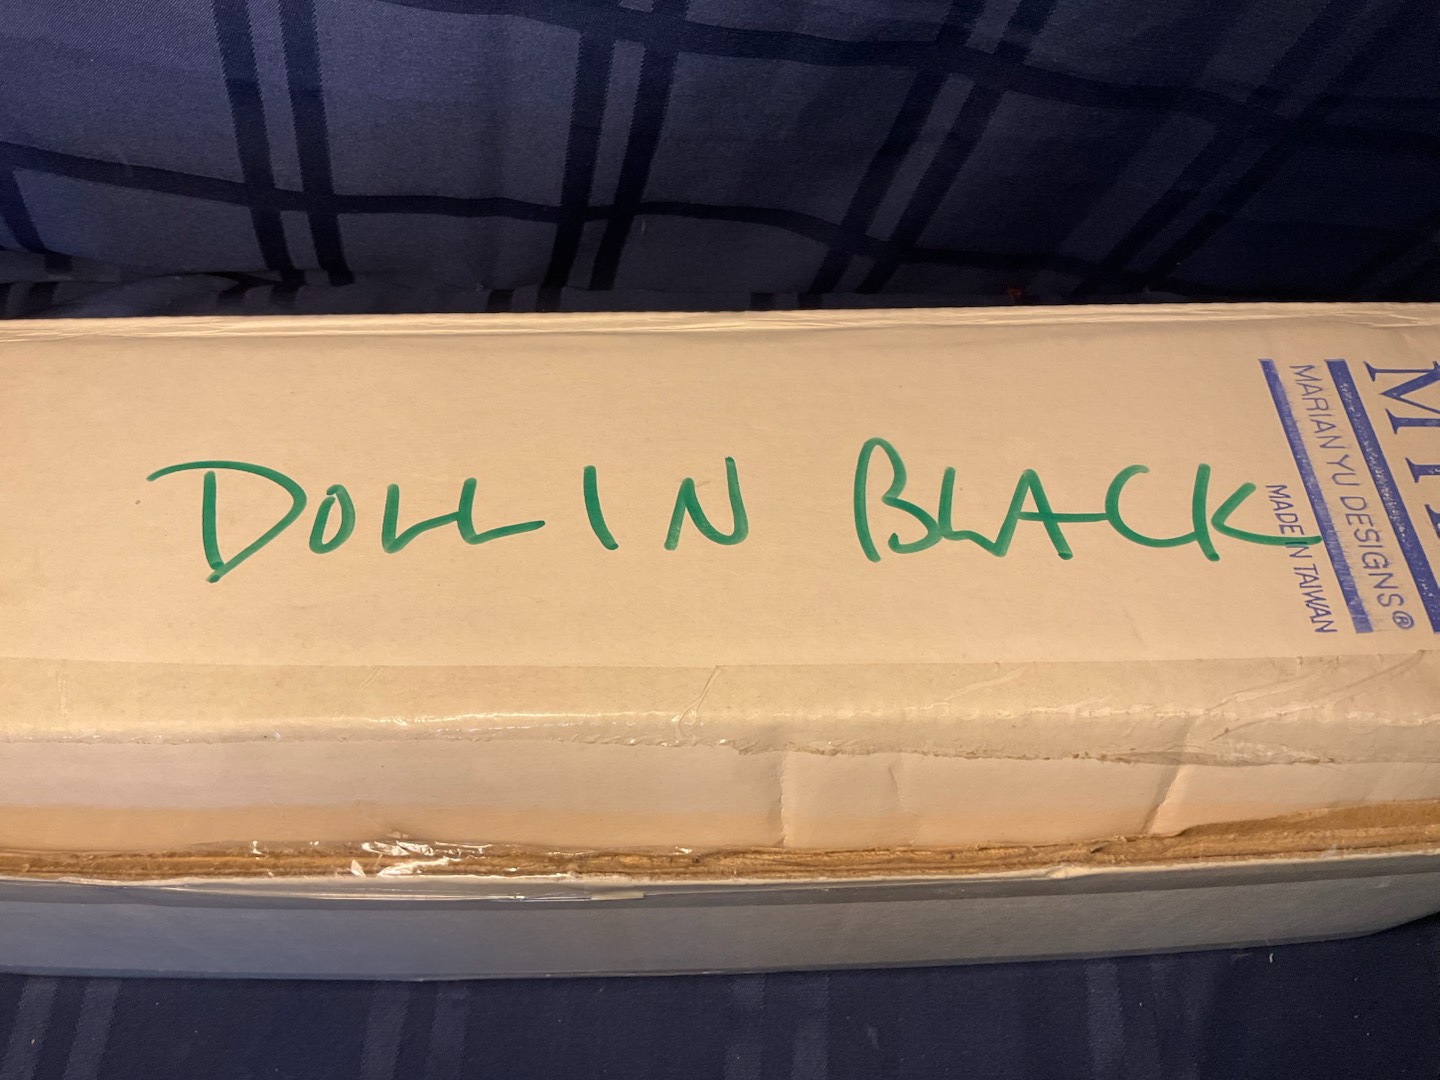 DOLL IN BLACK
MARIAN YU DESIGNS®
MADE IN TAIWAN